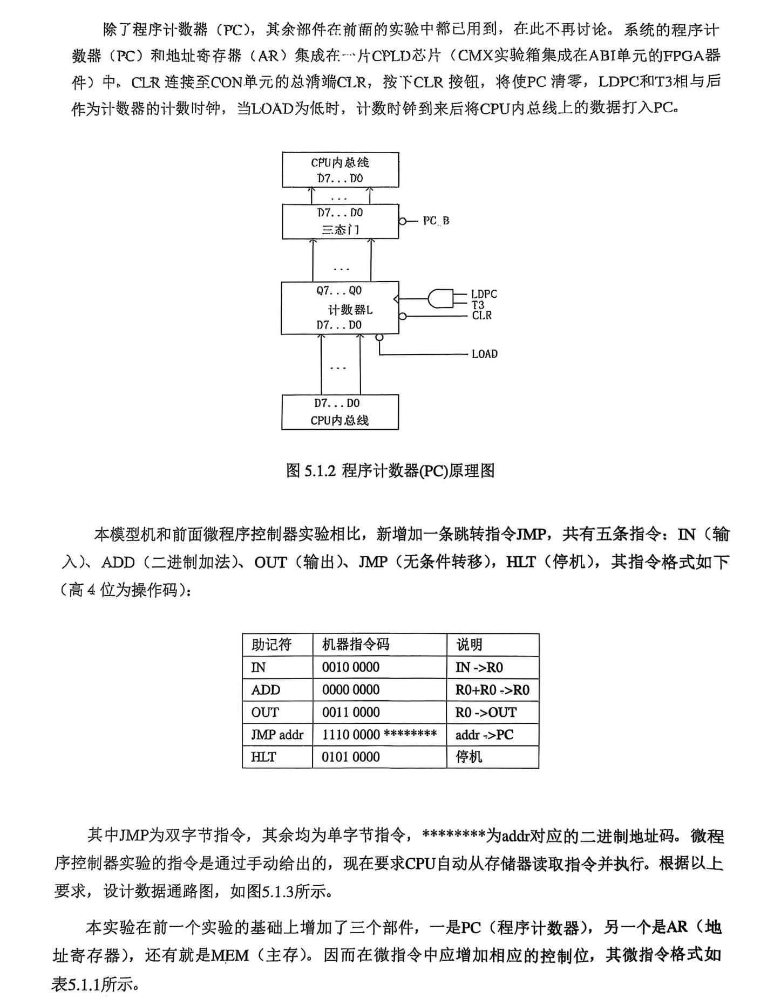 除了程序计数器（PC），其余部件在前面的实验中都已用到，在此不再讨论。系统的程序计
数器（PC）和地址寄存器（AR）集成在一片CPLD芯片（CMX实验箱集成在ABI单元的FPGA器
件）中。CLR 连接至CON单元的总清端CLR，按下CLR 按钮，将使PC 清零，LDPC和T3相与后
作为计数器的计数时钟，当LOAD为低时，计数时钟到来后将CPU内总线上的数据打入PC。
CPU内总线
D7...D0
...
D7...D0
三态门
PC_B
...
Q7...Q0
计数器L
D7...D0
LDPC
T3
CLR
LOAD
...
D7...D0
CPU内总线
图 5.1.2 程序计数器(PC)原理图
本模型机和前面微程序控制器实验相比，新增加一条跳转指令JMP，共有五条指令：IN（输
入）、ADD（二进制加法）、OUT（输出）、JMP（无条件转移），HLT（停机），其指令格式如下
（高 4 位为操作码）：
助记符 机器指令码 说明
IN 0010 0000 IN ->R0
ADD 0000 0000 R0+R0 ->R0
OUT 0011 0000 R0 ->OUT
JMP addr 1110 0000 ******** addr ->PC
HLT 0101 0000 停机
其中JMP为双字节指令，其余均为单字节指令，********为addr对应的二进制地址码。微程
序控制器实验的指令是通过手动给出的，现在要求CPU自动从存储器读取指令并执行。根据以上
要求，设计数据通路图，如图5.1.3所示。
本实验在前一个实验的基础上增加了三个部件，一是PC（程序计数器），另一个是AR（地
址寄存器），还有就是MEM（主存）。因而在微指令中应增加相应的控制位，其微指令格式如
表5.1.1所示。